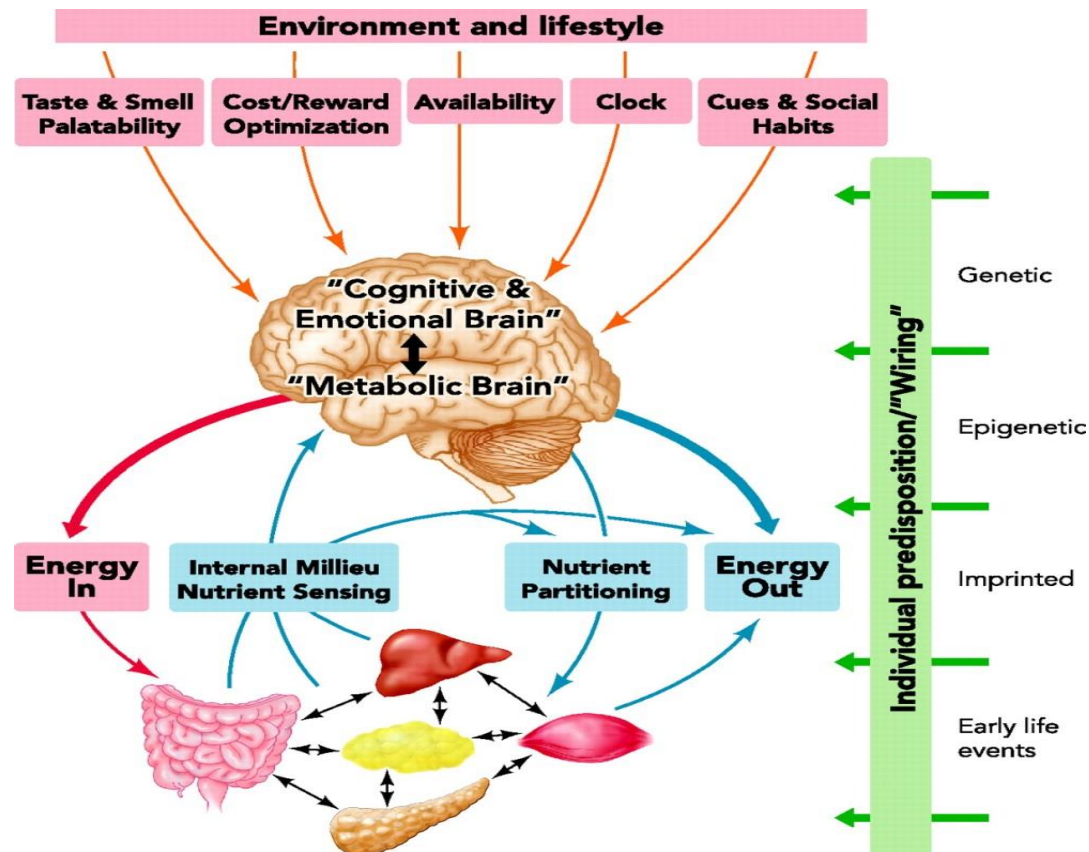 Environment and lifestyle
Taste & Smell
Palatability
Cost/Reward
Optimization
Availability
Clock
Cues & Social
Habits
"Cognitive &
Emotional Brain"
"Metabolic Brain"
Energy
In
Internal Millieu
Nutrient Sensing
Nutrient
Partitioning
Energy
Out
Individual predisposition/"Wiring"
Genetic
Epigenetic
Imprinted
Early life
events